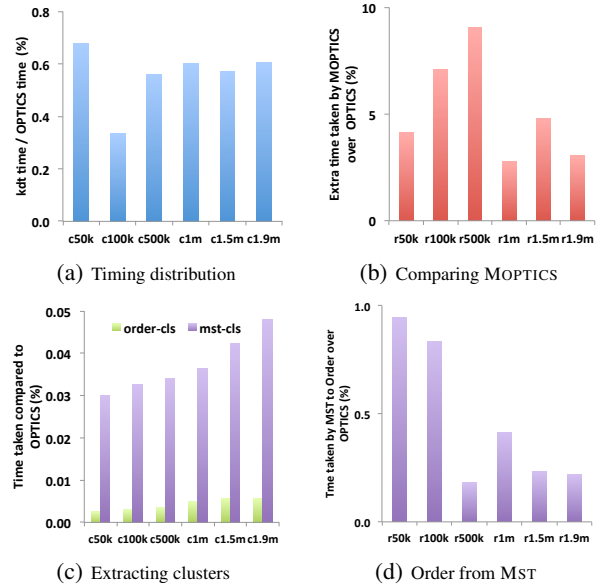 kdt time / OPTICS time (%)
0.8
0.6
0.4
0.2
0.0
c50k c100k c500k c1m c1.5m c1.9m
(a) Timing distribution
Extra time taken by MOPTICS
over OPTICS (%)
10
5
0
r50k r100k r500k r1m r1.5m r1.9m
(b) Comparing MOPTICS
Time taken compared to
OPTICS (%)
0.05
0.04
0.03
0.02
0.01
0.00
order-cls mst-cls
c50k c100k c500k c1m c1.5m c1.9m
(c) Extracting clusters
Tme taken by MST to Order over
OPTICS (%)
1.0
0.5
0.0
r50k r100k r500k r1m r1.5m r1.9m
(d) Order from MST